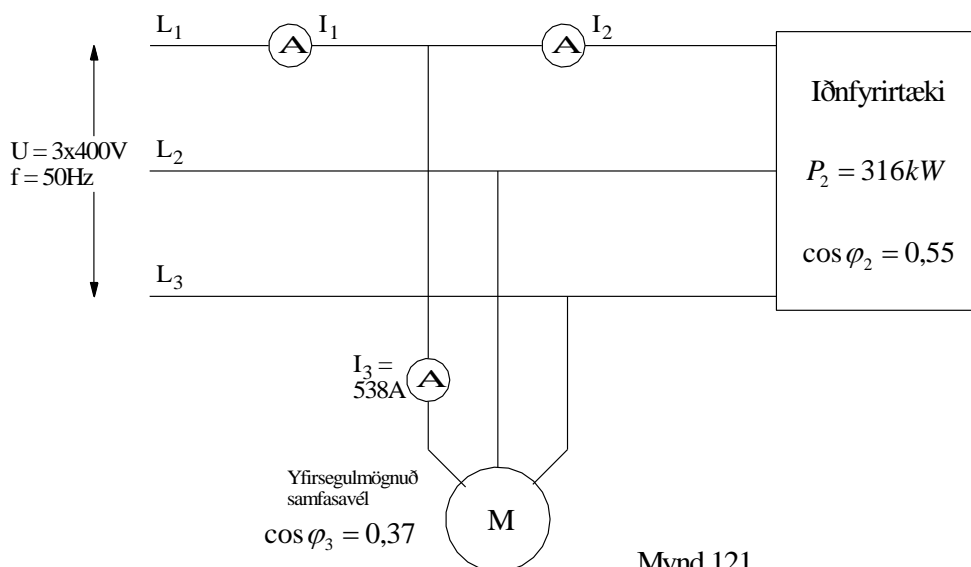 L₁
I₁
I₂
A
A
Iðnfyrirtæki
U = 3x400V
f = 50Hz
L₂
P₂ = 316kW
cos φ₂ = 0,55
L₃
I₃ =
538A
A
Yfirsegulmögnuð
samfasavél
cos φ₃ = 0,37
M
Mynd 121